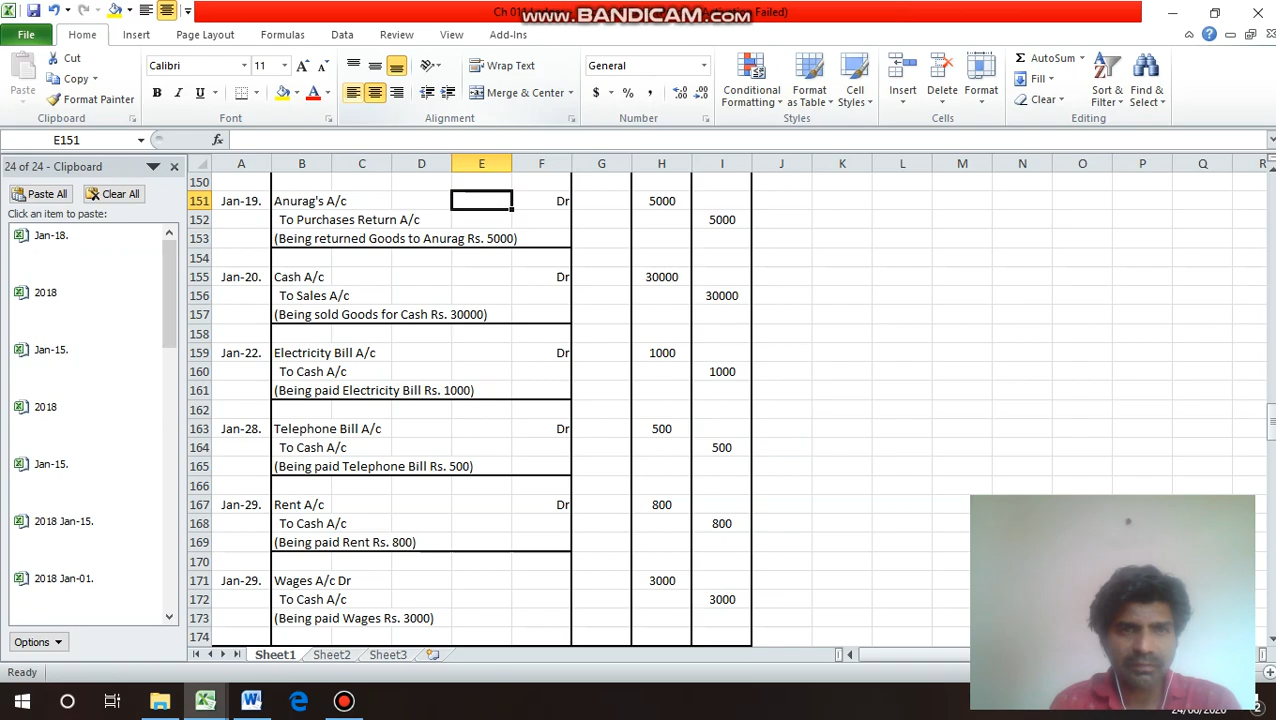 www.BANDICAM.com
File Home Insert Page Layout Formulas Data Review View Add-Ins
Cut
Copy
Format Painter
Paste
Clipboard
Calibri 11
B I U
Font
Wrap Text
Merge & Center
Alignment
General
$ % ,
Number
Conditional Formatting
Format as Table
Cell Styles
Styles
Insert Delete Format
Cells
AutoSum
Fill
Clear
Sort & Filter
Find & Select
Editing
E151 fx
24 of 24 - Clipboard
Paste All Clear All
Click an item to paste:
Jan-18.
2018
Jan-15.
2018
Jan-15.
2018 Jan-15.
2018 Jan-01.
Options
A B C D E F G H I J K L M N O P Q R
150
151 Jan-19. Anurag's A/c Dr 5000
152 To Purchases Return A/c 5000
153 (Being returned Goods to Anurag Rs. 5000)
154
155 Jan-20. Cash A/c Dr 30000
156 To Sales A/c 30000
157 (Being sold Goods for Cash Rs. 30000)
158
159 Jan-22. Electricity Bill A/c Dr 1000
160 To Cash A/c 1000
161 (Being paid Electricity Bill Rs. 1000)
162
163 Jan-28. Telephone Bill A/c Dr 500
164 To Cash A/c 500
165 (Being paid Telephone Bill Rs. 500)
166
167 Jan-29. Rent A/c Dr 800
168 To Cash A/c 800
169 (Being paid Rent Rs. 800)
170
171 Jan-29. Wages A/c Dr 3000
172 To Cash A/c 3000
173 (Being paid Wages Rs. 3000)
174
Sheet1 Sheet2 Sheet3
Ready